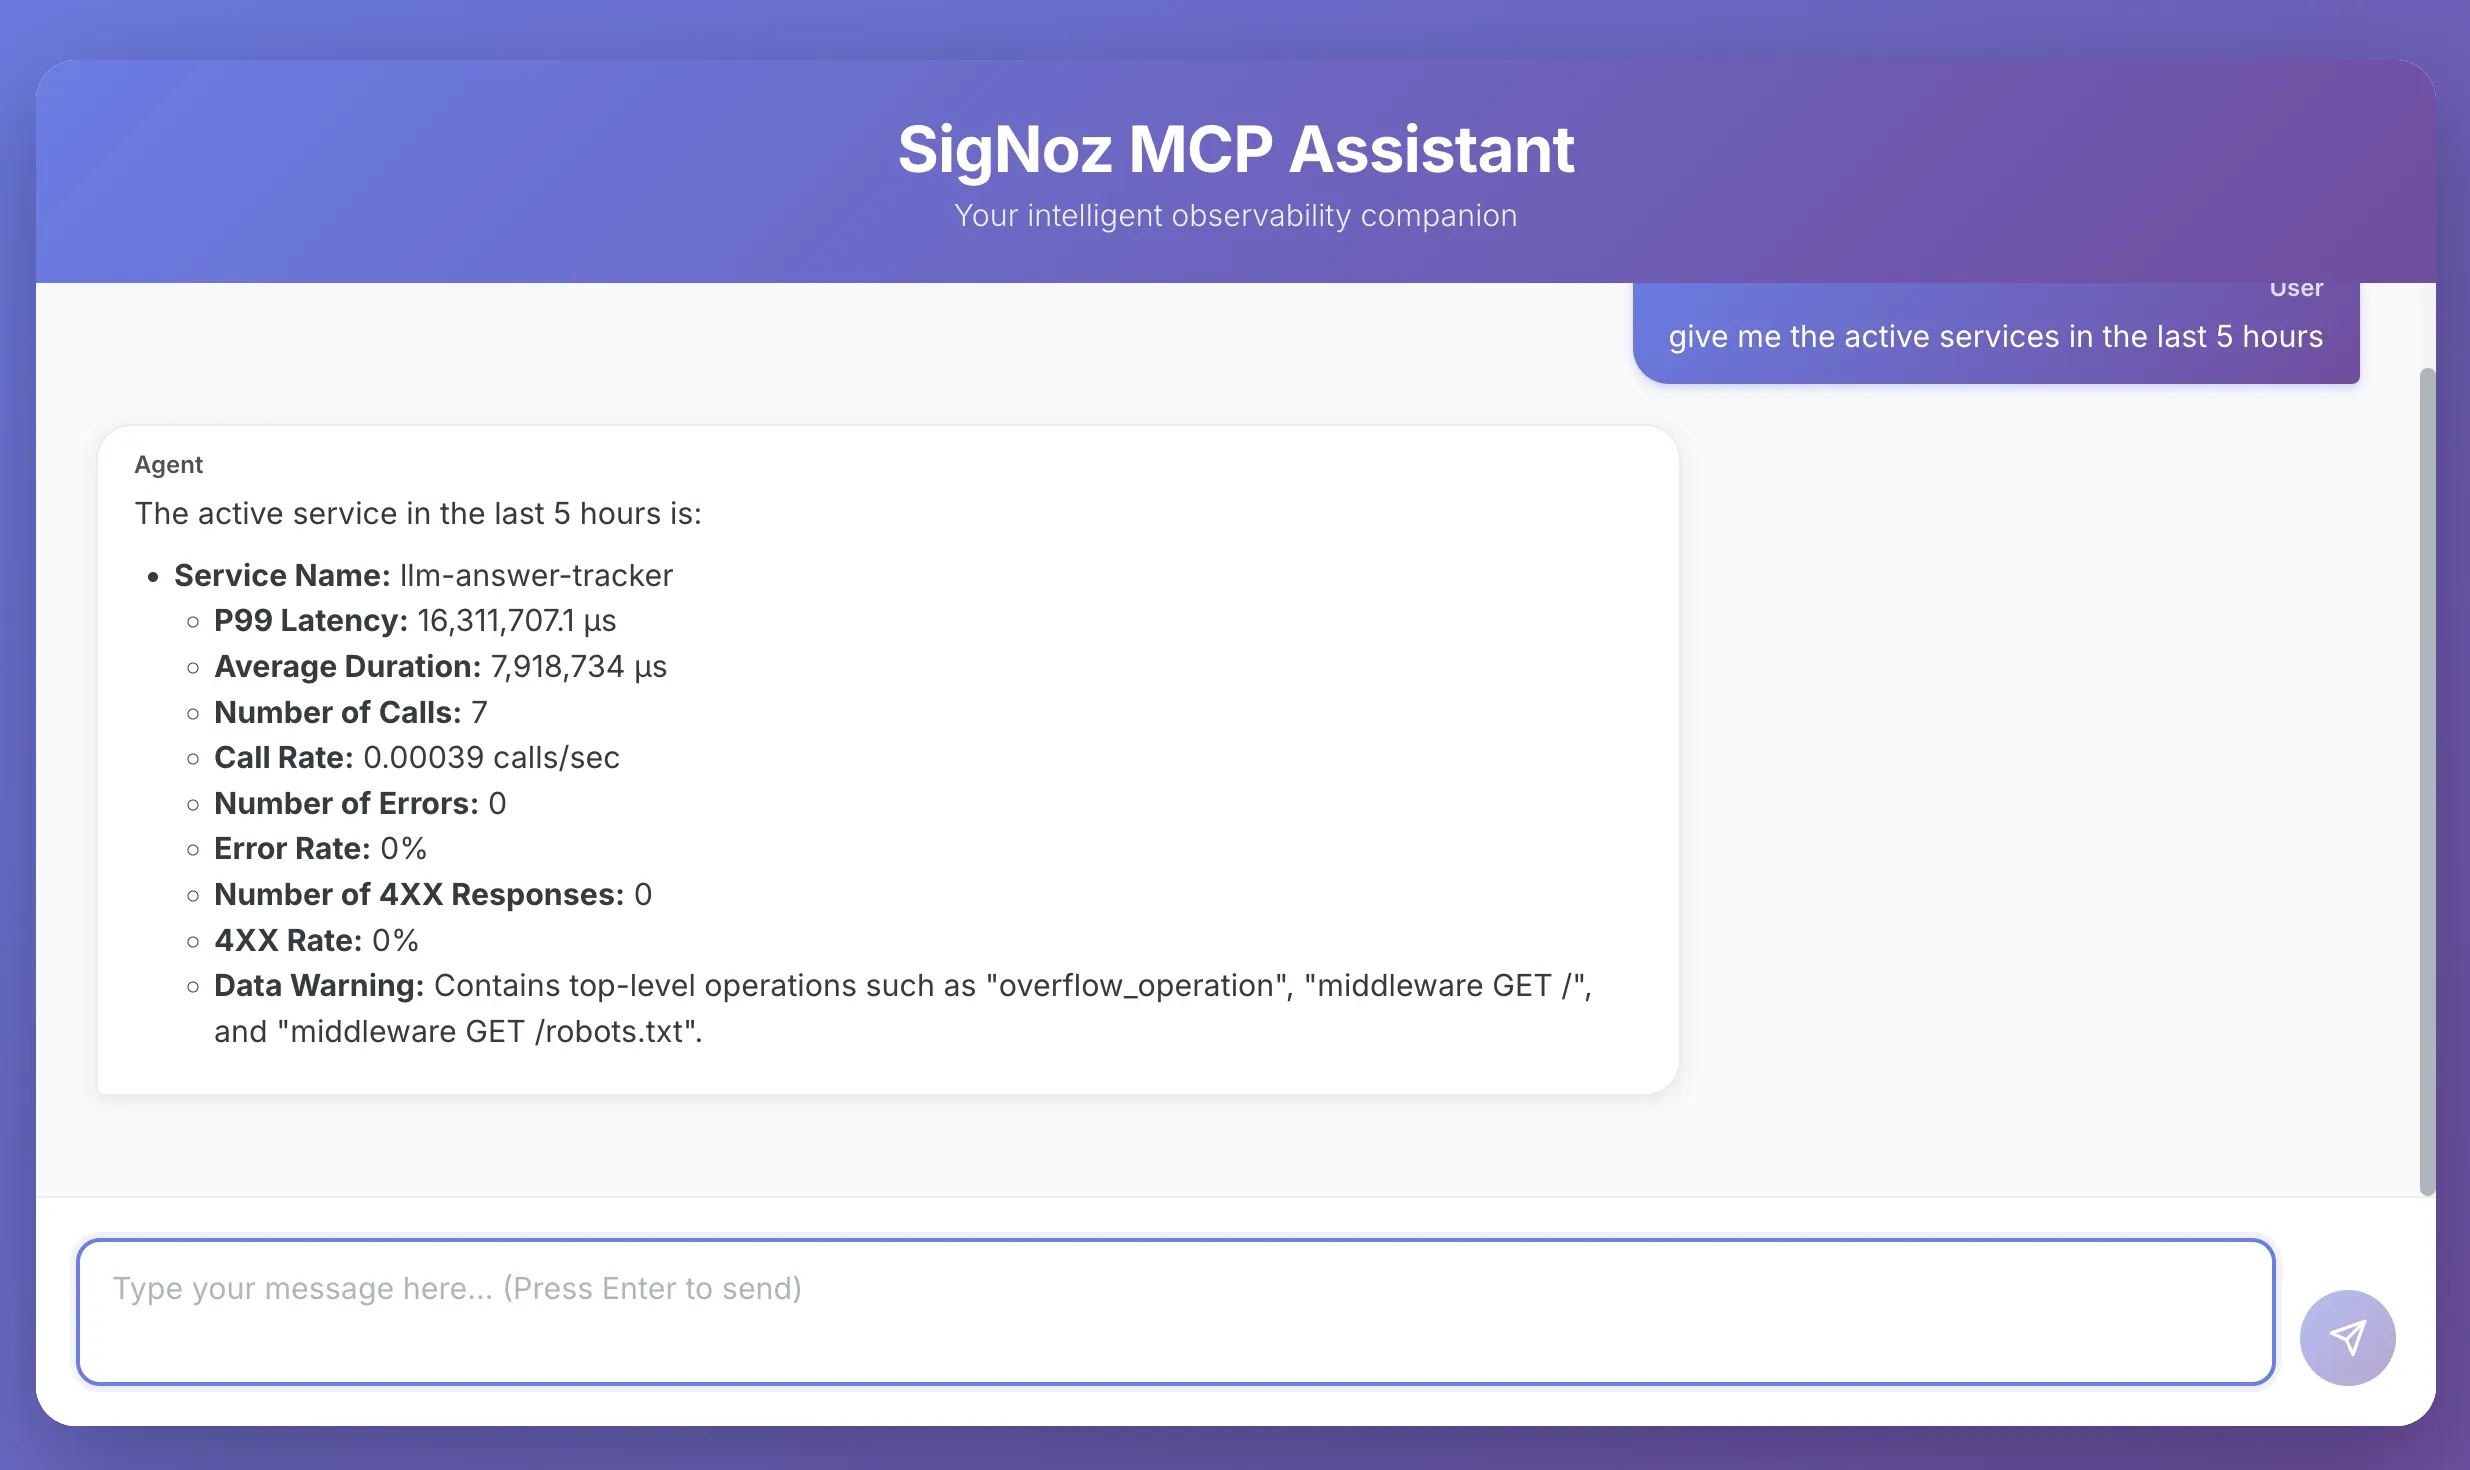 SigNoz MCP Assistant
Your intelligent observability companion
User
give me the active services in the last 5 hours
Agent
The active service in the last 5 hours is:
• Service Name: llm-answer-tracker
○ P99 Latency: 16,311,707.1 µs
○ Average Duration: 7,918,734 µs
○ Number of Calls: 7
○ Call Rate: 0.00039 calls/sec
○ Number of Errors: 0
○ Error Rate: 0%
○ Number of 4XX Responses: 0
○ 4XX Rate: 0%
○ Data Warning: Contains top-level operations such as "overflow_operation", "middleware GET /",
and "middleware GET /robots.txt".
Type your message here... (Press Enter to send)